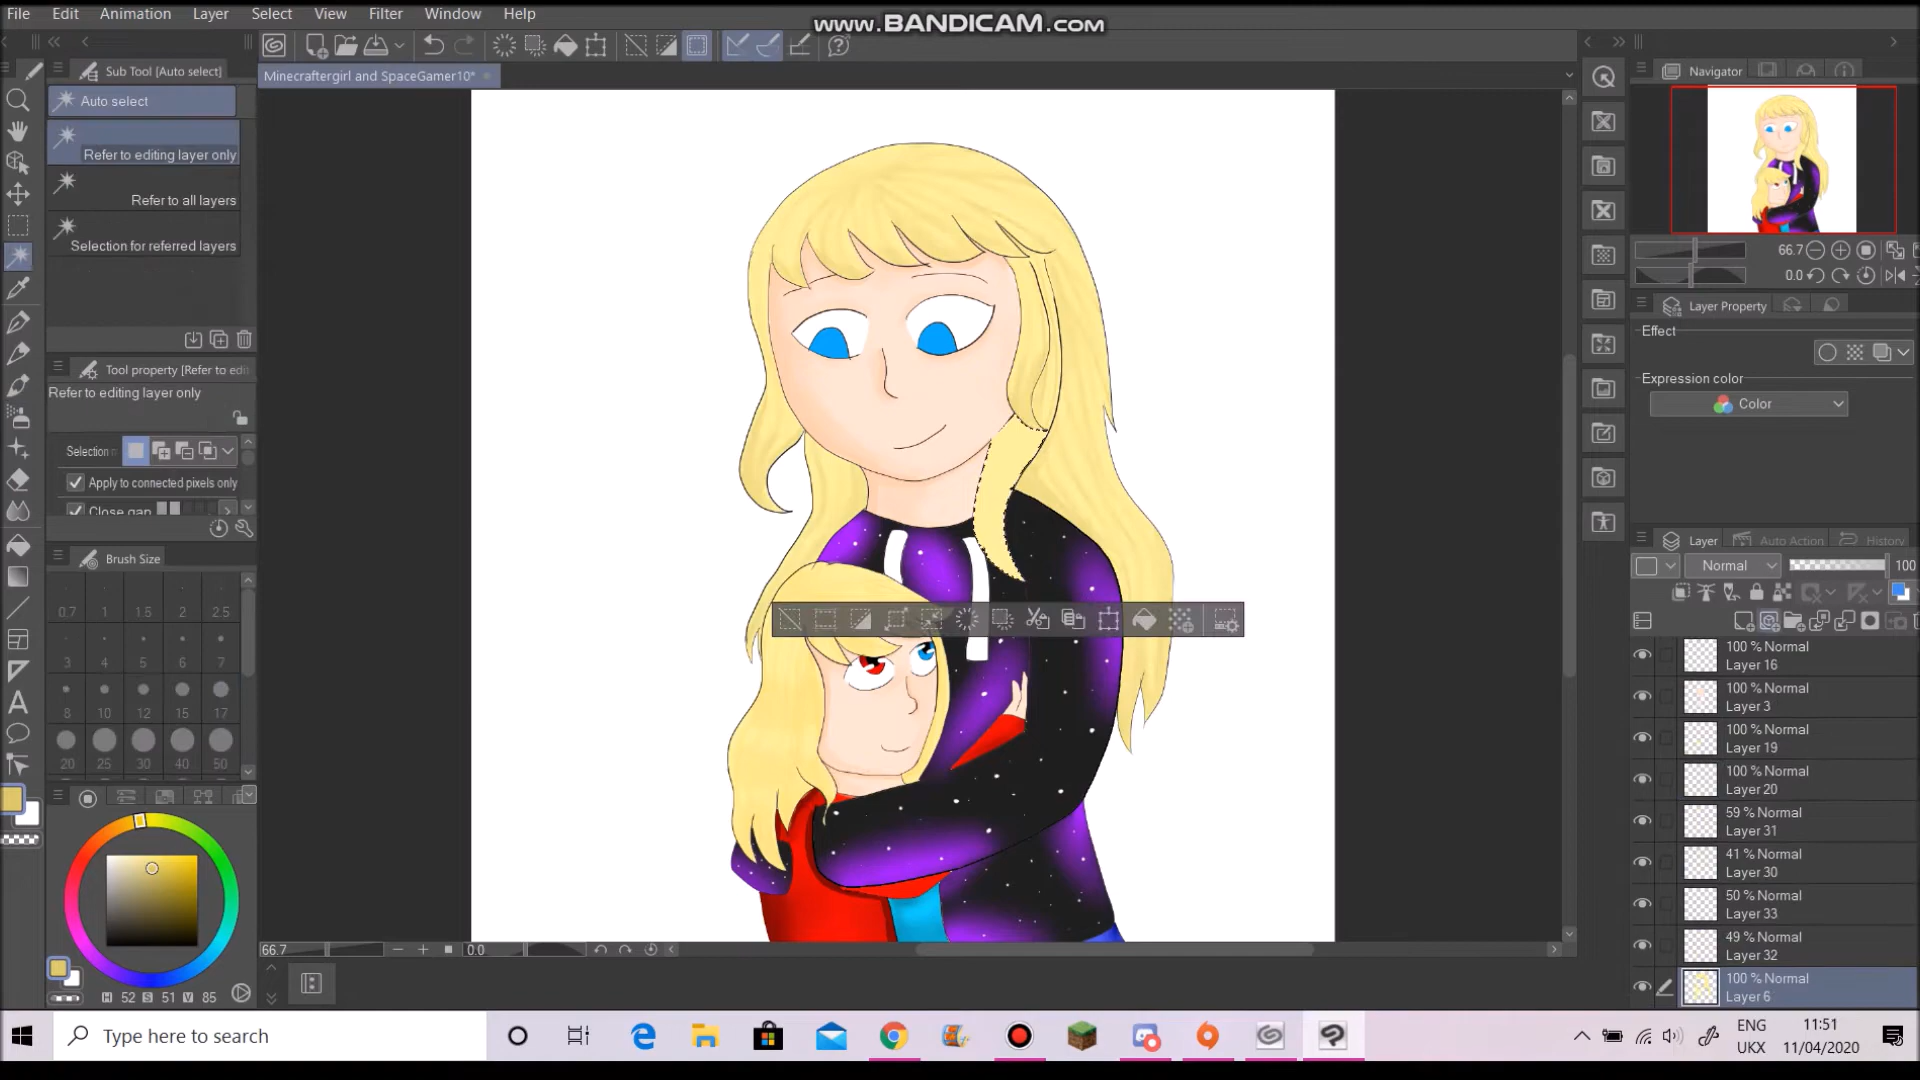 File Edit Animation Layer Select View Filter Window Help
www.BANDICAM.com
Sub Tool [Auto select]
Minecraftergirl and SpaceGamer10*
Navigator
Auto select
Refer to editing layer only
Refer to all layers
Selection for referred layers
66.7
0.0
Layer Property
Effect
Expression color
Color
Tool property [Refer to edi
Refer to editing layer only
Selection m
Apply to connected pixels only
Close gap
Brush Size
0.7 1 1.5 2 2.5
3 4 5 6 7
8 10 12 15 17
20 25 30 40 50
Layer Auto Action History
Normal 100
100 % Normal
Layer 16
100 % Normal
Layer 3
100 % Normal
Layer 19
100 % Normal
Layer 20
59 % Normal
Layer 31
41 % Normal
Layer 30
50 % Normal
Layer 33
49 % Normal
Layer 32
100 % Normal
Layer 6
66.7 0.0
H 52 S 51 V 85
Type here to search
ENG
UKX
11:51
11/04/2020